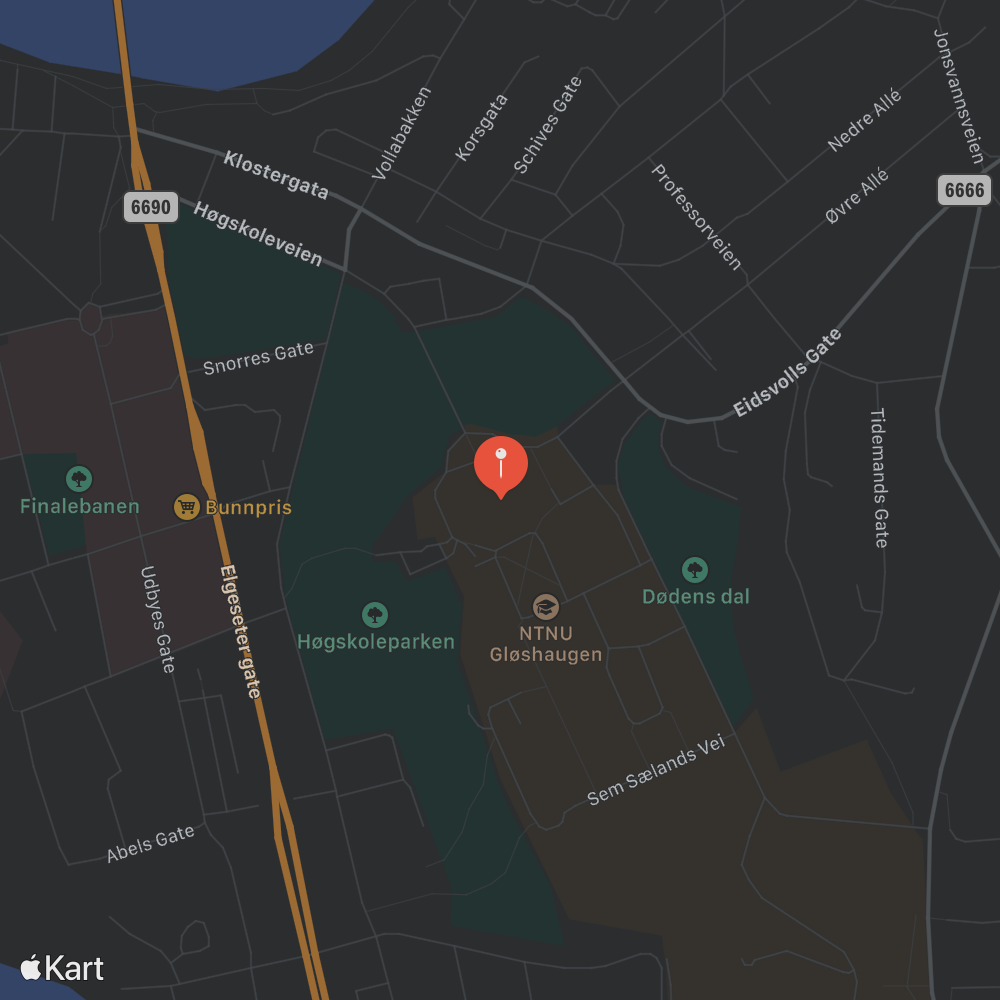 Jonsvannsveien
Vollabakken
Korsgata
Schives Gate
Nedre Allé
Klostergata
Professorveien
Øvre Allé
6666
6690
Høgskoleveien
Snorres Gate
Eidsvolls Gate
Tidemands Gate
Finalebanen
Bunnpris
Udbyes Gate
Elgeseter gate
Høgskoleparken
Dødens dal
NTNU
Gløshaugen
Sem Sælands Vei
Abels Gate
Kart